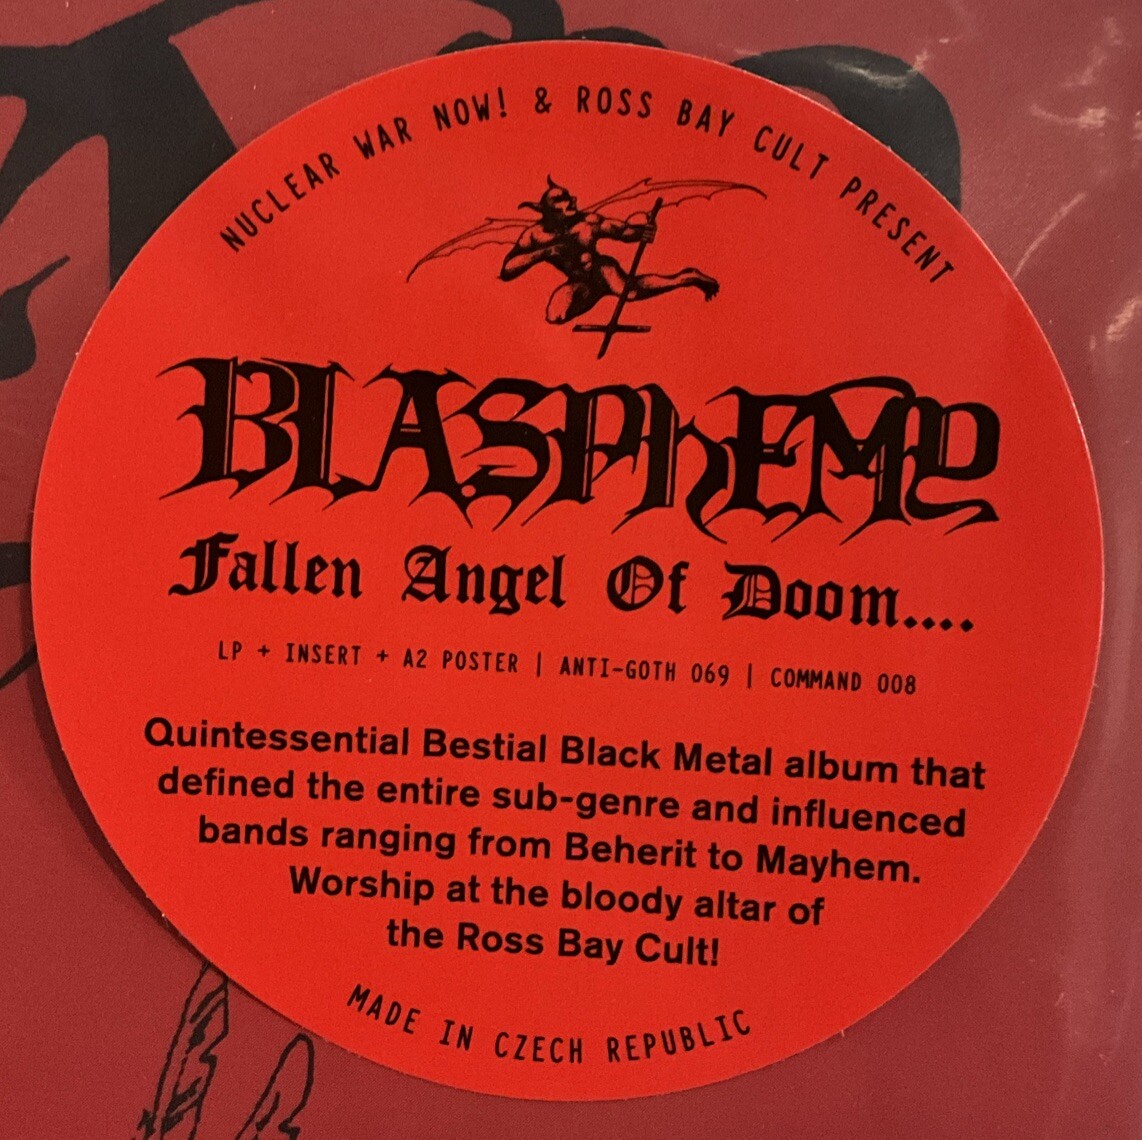 NUCLEAR WAR NOW! & ROSS BAY CULT PRESENT
BLASPHEMY
Fallen Angel Of Doom....
LP + INSERT + A2 POSTER | ANTI-GOTH 069 | COMMAND 008
Quintessential Bestial Black Metal album that
defined the entire sub-genre and influenced
bands ranging from Beherit to Mayhem.
Worship at the bloody altar of
the Ross Bay Cult!
MADE IN CZECH REPUBLIC